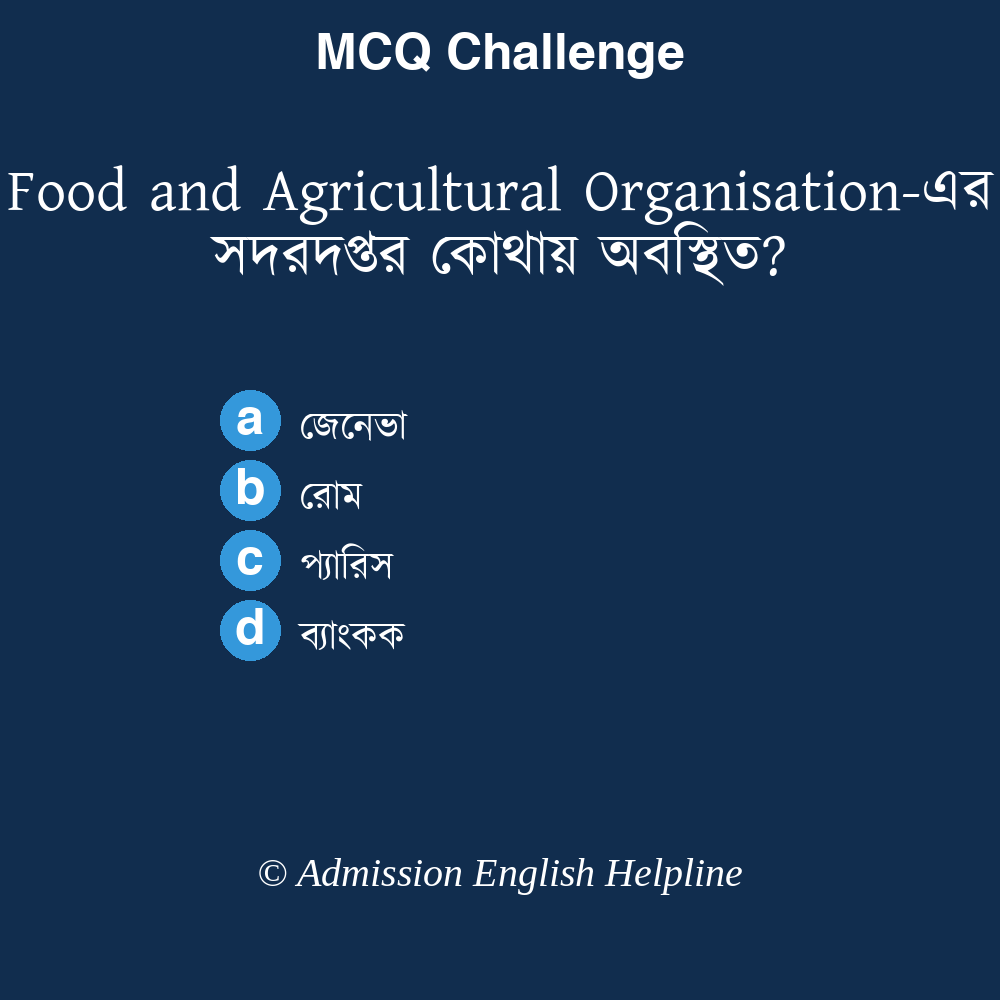 MCQ Challenge
Food and Agricultural Organisation-এর
সদরদপ্তর কোথায় অবস্থিত?
a জেনেভা
b রোম
c প্যারিস
d ব্যাংকক
© Admission English Helpline